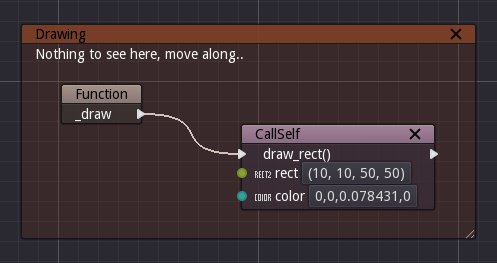 Drawing
Nothing to see here, move along..
Function
_draw
CallSelf
draw_rect()
RECT2 rect (10, 10, 50, 50)
COLOR color 0,0,0.078431,0